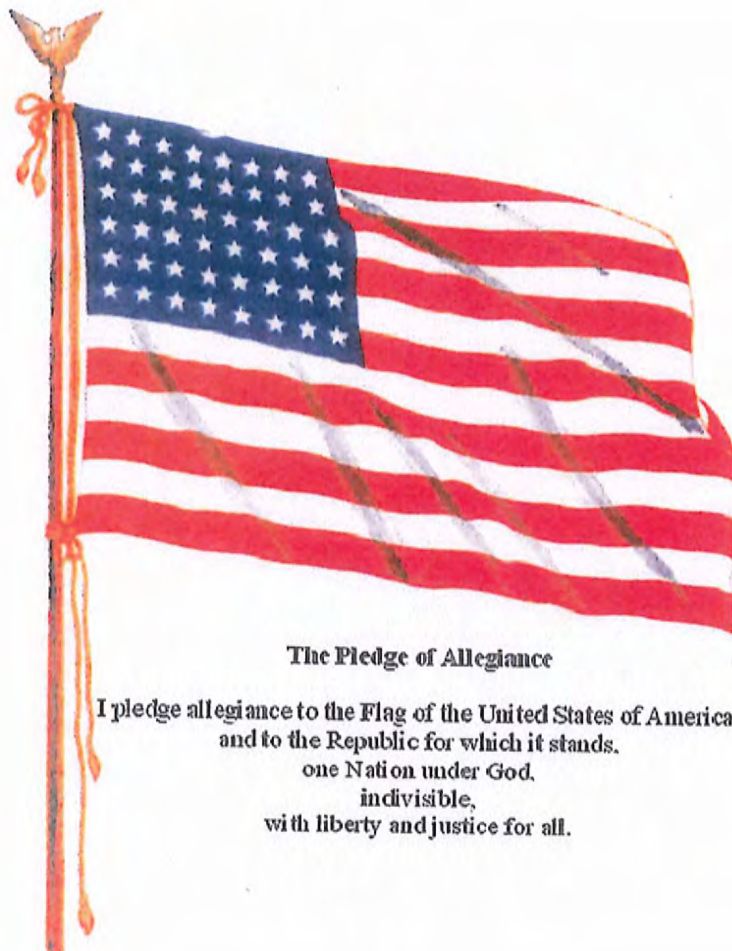 The Pledge of Allegiance
I pledge allegiance to the Flag of the United States of America
and to the Republic for which it stands.
one Nation under God,
indivisible,
with liberty and justice for all.